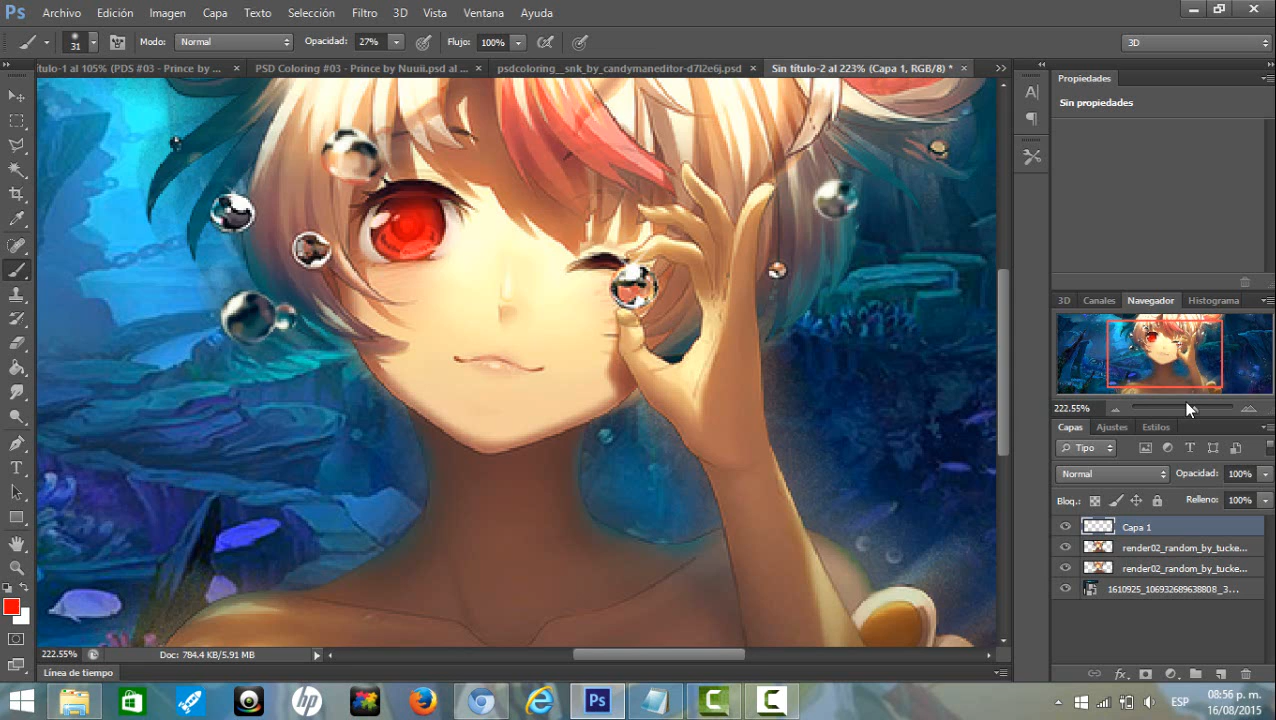 Ps Archivo Edición Imagen Capa Texto Selección Filtro 3D Vista Ventana Ayuda
31 Modo: Normal Opacidad: 27% Flujo: 100% 3D
ítulo-1 al 105% (PDS #03 - Prince by ... PSD Coloring #03 - Prince by Nuuii.psd al ... psdcoloring__snk_by_candymaneditor-d7l2e6j.psd Sin título-2 al 223% (Capa 1, RGB/8) *
Propiedades
Sin propiedades
3D Canales Navegador Histograma
222.55%
Capas Ajustes Estilos
Tipo
Normal Opacidad: 100%
Bloq.: Relleno: 100%
Capa 1
render02_random_by_tucke...
render02_random_by_tucke...
1610925_106932689638808_3...
222.55% Doc: 784.4 KB/5.91 MB
Línea de tiempo
hp Ps ESP 08:56 p. m.
16/08/2015